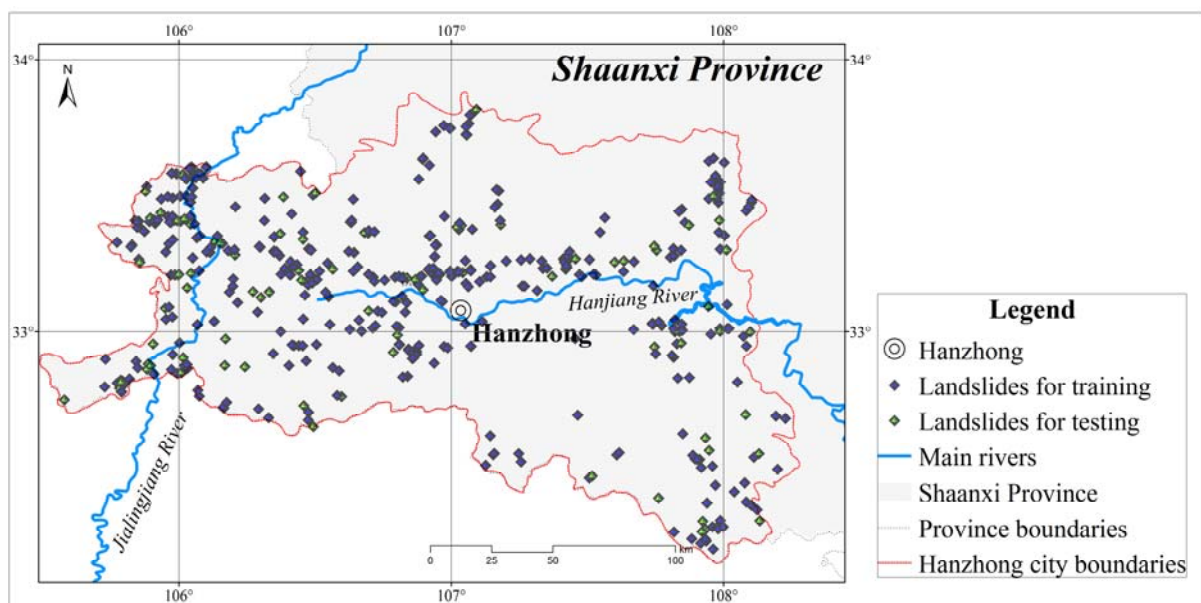 106° 107° 108°
34° 34°
N
Shaanxi Province
33° 33°
Hanjiang River
Hanzhong
Jialingjiang River
0 25 50 100
km
106° 107° 108°
Legend
Hanzhong
Landslides for training
Landslides for testing
Main rivers
Shaanxi Province
Province boundaries
Hanzhong city boundaries